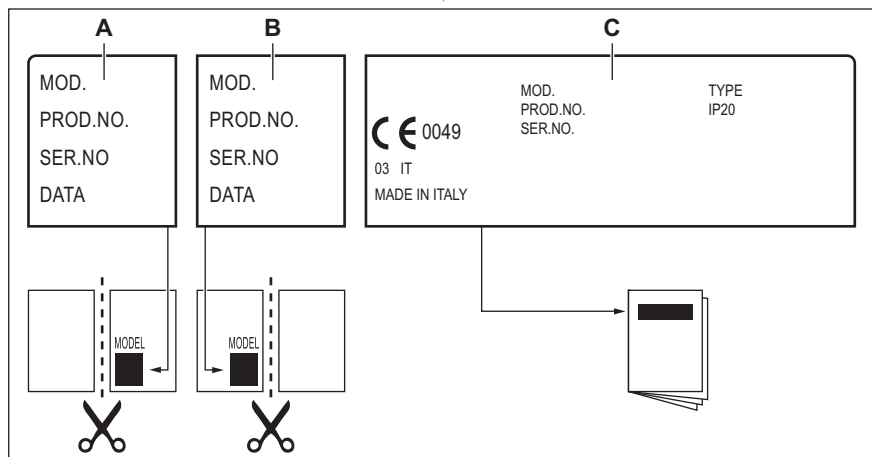 A
B
C
MOD.
PROD.NO.
SER.NO
DATA
MOD.
PROD.NO.
SER.NO
DATA
MOD.
PROD.NO.
SER.NO.
TYPE
IP20
CE 0049
03 IT
MADE IN ITALY
MODEL
MODEL